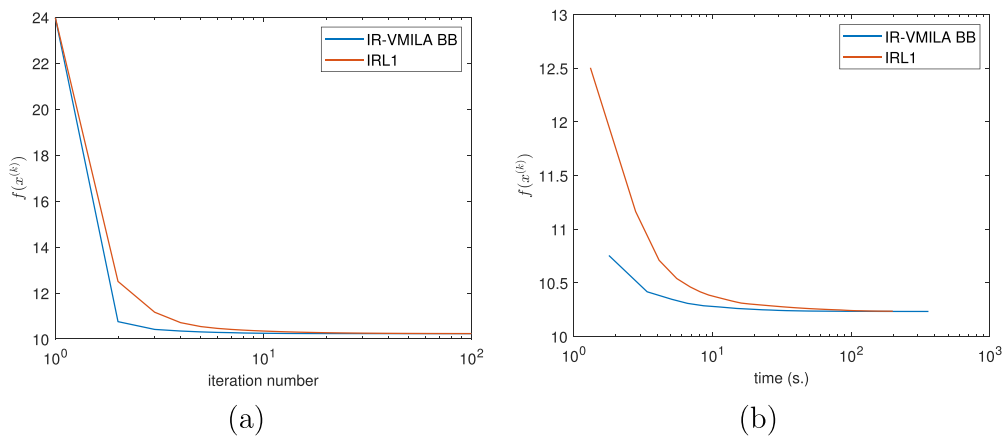 24
22
20
18
16
14
12
10
f(x^(k))
10^0
10^1
10^2
iteration number
IR-VMILA BB
IRL1
(a)
13
12.5
12
11.5
11
10.5
10
f(x^(k))
10^0
10^1
10^2
10^3
time (s.)
IR-VMILA BB
IRL1
(b)